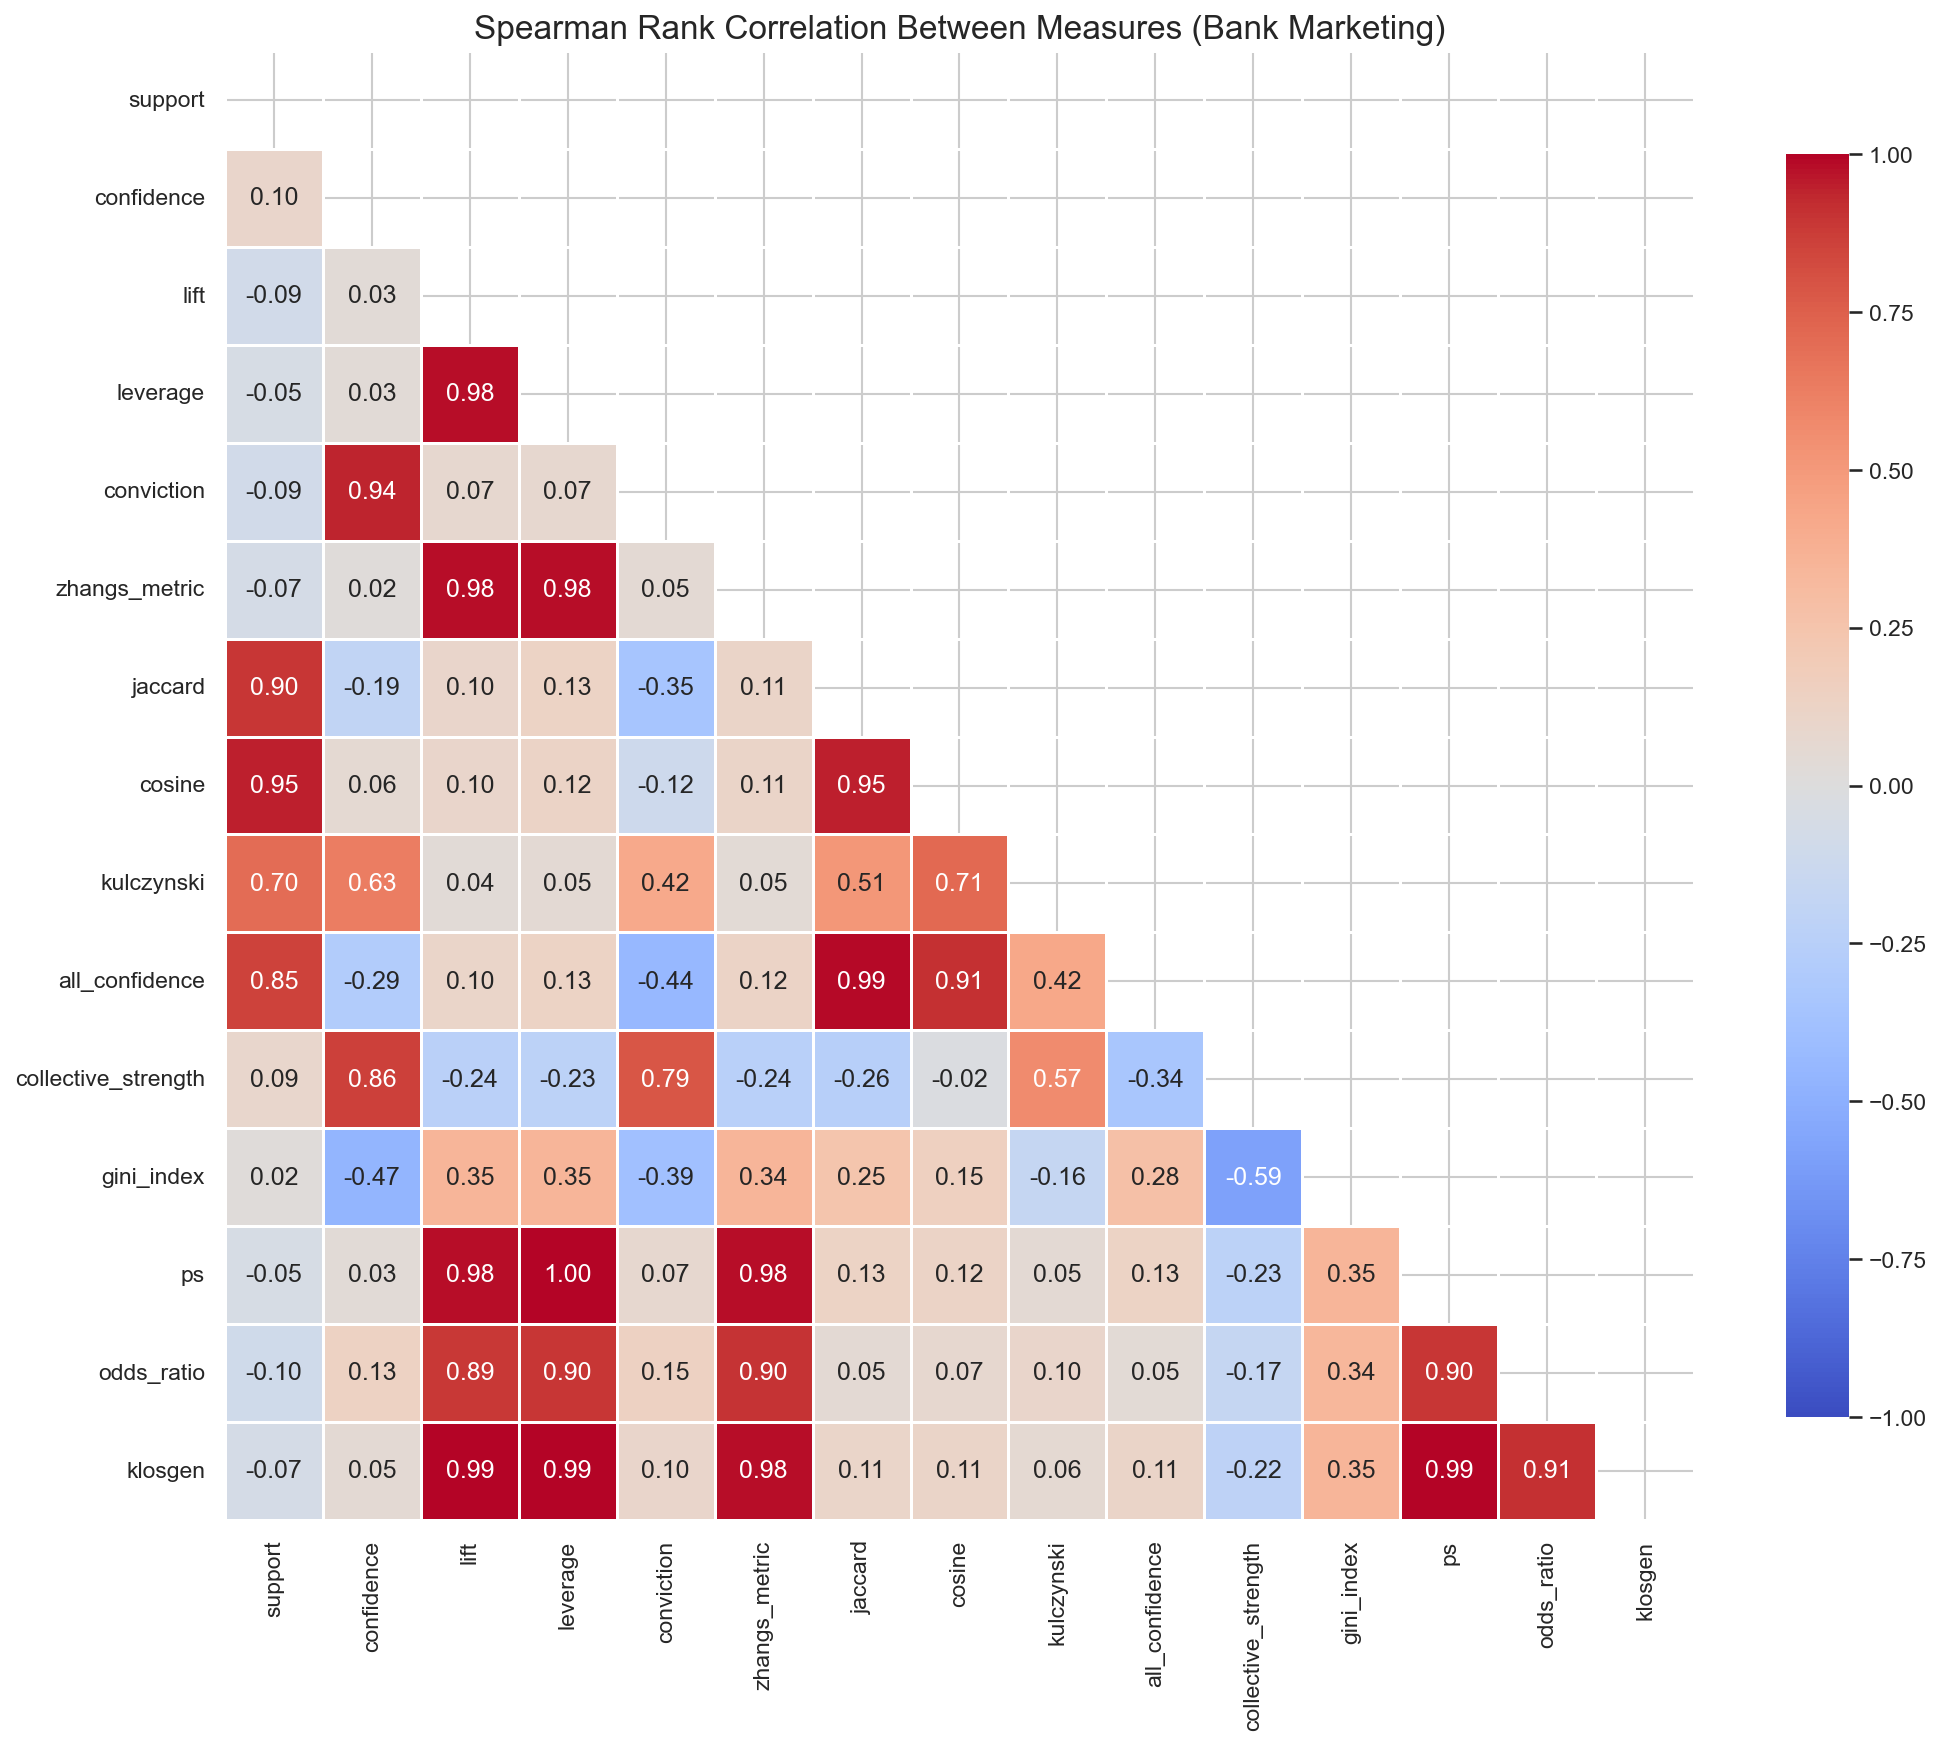 Spearman Rank Correlation Between Measures (Bank Marketing)
support
confidence 0.10
lift -0.09 0.03
leverage -0.05 0.03 0.98
conviction -0.09 0.94 0.07 0.07
zhangs_metric -0.07 0.02 0.98 0.98 0.05
jaccard 0.90 -0.19 0.10 0.13 -0.35 0.11
cosine 0.95 0.06 0.10 0.12 -0.12 0.11 0.95
kulczynski 0.70 0.63 0.04 0.05 0.42 0.05 0.51 0.71
all_confidence 0.85 -0.29 0.10 0.13 -0.44 0.12 0.99 0.91 0.42
collective_strength 0.09 0.86 -0.24 -0.23 0.79 -0.24 -0.26 -0.02 0.57 -0.34
gini_index 0.02 -0.47 0.35 0.35 -0.39 0.34 0.25 0.15 -0.16 0.28 -0.59
ps -0.05 0.03 0.98 1.00 0.07 0.98 0.13 0.12 0.05 0.13 -0.23 0.35
odds_ratio -0.10 0.13 0.89 0.90 0.15 0.90 0.05 0.07 0.10 0.05 -0.17 0.34 0.90
klosgen -0.07 0.05 0.99 0.99 0.10 0.98 0.11 0.11 0.06 0.11 -0.22 0.35 0.99 0.91
support
confidence
lift
leverage
conviction
zhangs_metric
jaccard
cosine
kulczynski
all_confidence
collective_strength
gini_index
ps
odds_ratio
klosgen
1.00
0.75
0.50
0.25
0.00
−0.25
−0.50
−0.75
−1.00